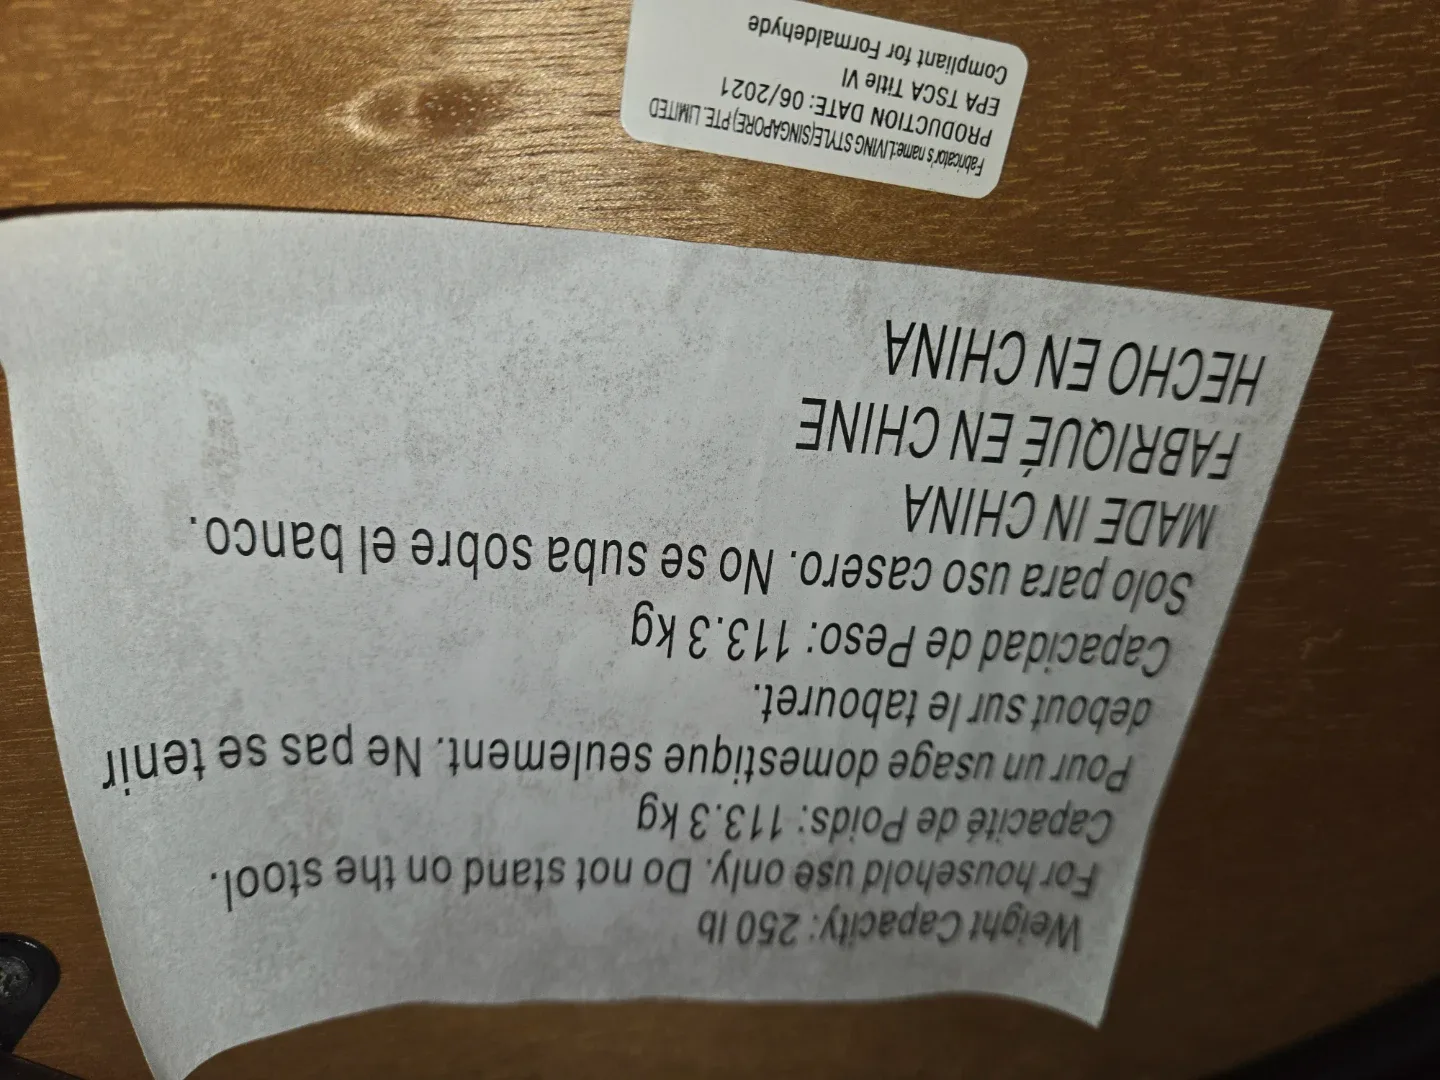 Weight Capacity: 250 lb
For household use only. Do not stand on the stool.
Capacité de Poids: 113.3 kg
Pour un usage domestique seulement. Ne pas se tenir
debout sur le tabouret.
Capacidad de Peso: 113.3 kg
Solo para uso casero. No se suba sobre el banco.
MADE IN CHINA
FABRIQUÉ EN CHINE
HECHO EN CHINA
Fabricator's name:LIVING STYLE(SINGAPORE) PTE. LIMITED
PRODUCTION DATE: 06/2021
EPA TSCA Title VI
Compliant for Formaldehyde